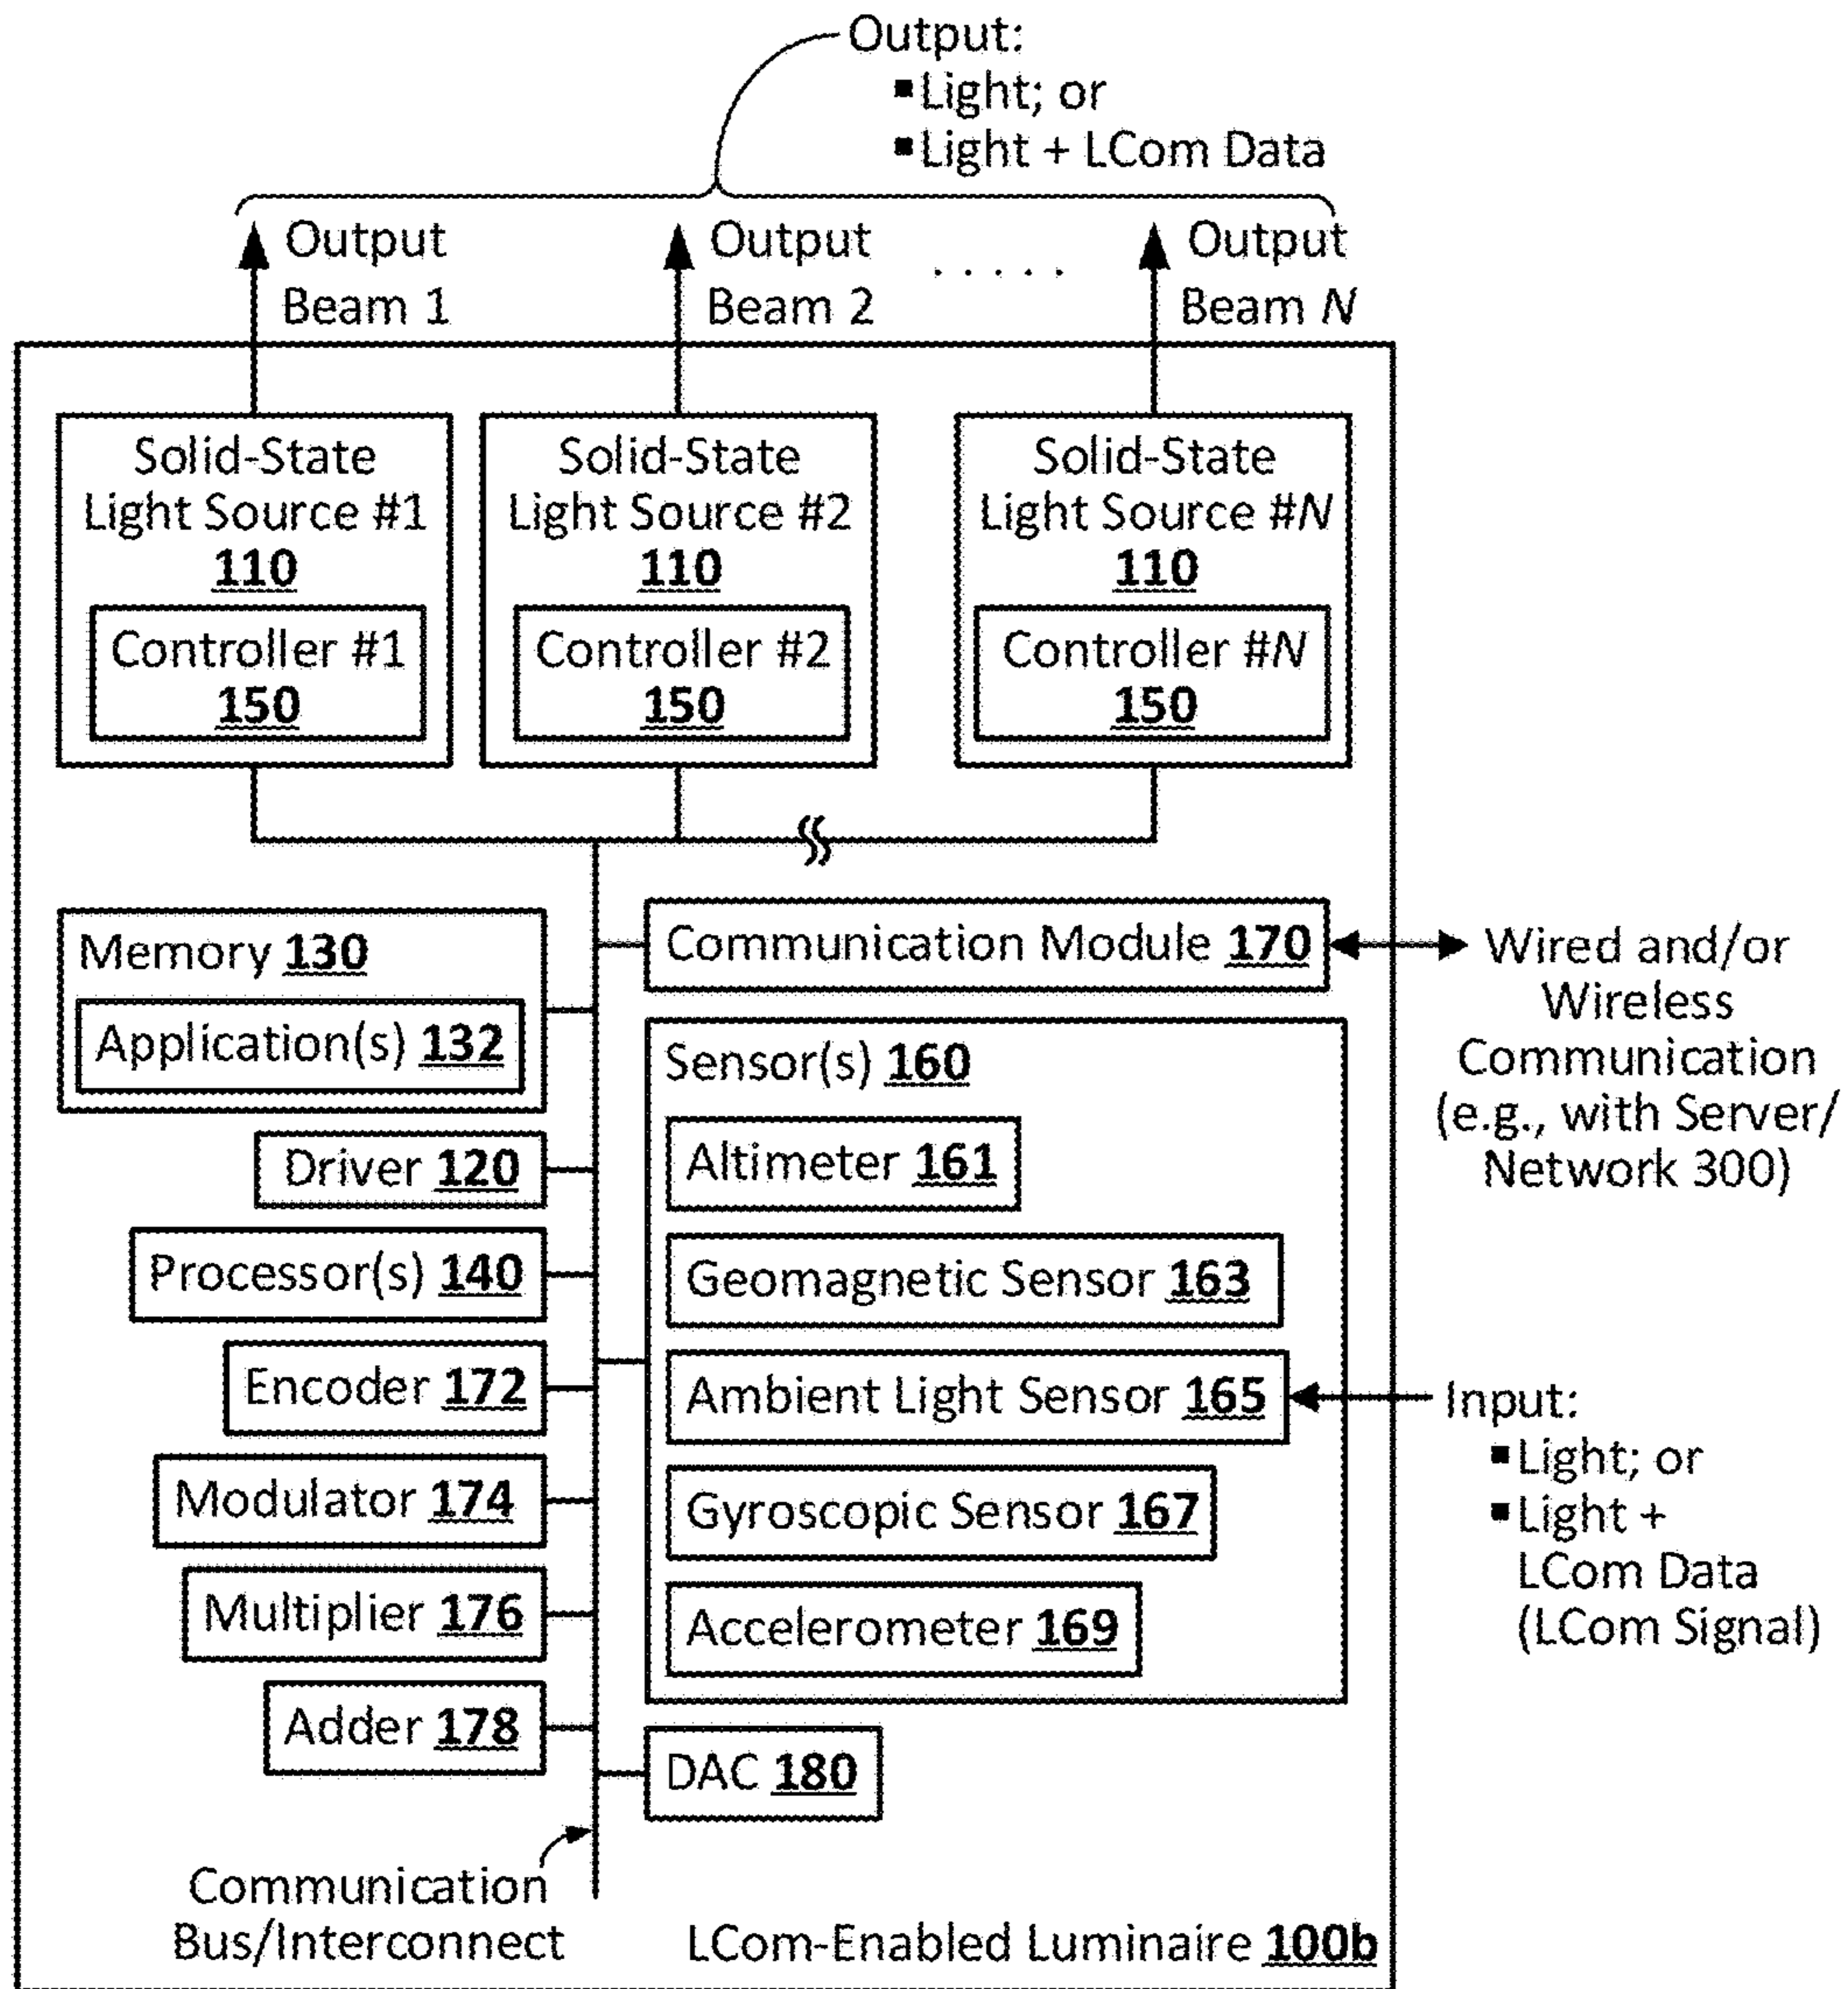 Output:
▪Light; or
▪Light + LCom Data
Output
Beam 1
Output
Beam 2
. . . . .
Output
Beam N
Solid-State
Light Source #1
110
Controller #1
150
Solid-State
Light Source #2
110
Controller #2
150
Solid-State
Light Source #N
110
Controller #N
150
Memory 130
Application(s) 132
Driver 120
Processor(s) 140
Encoder 172
Modulator 174
Multiplier 176
Adder 178
Communication
Bus/Interconnect
Communication Module 170
Wired and/or
Wireless
Communication
(e.g., with Server/
Network 300)
Sensor(s) 160
Altimeter 161
Geomagnetic Sensor 163
Ambient Light Sensor 165
Gyroscopic Sensor 167
Accelerometer 169
Input:
▪Light; or
▪Light +
LCom Data
(LCom Signal)
DAC 180
LCom-Enabled Luminaire 100b